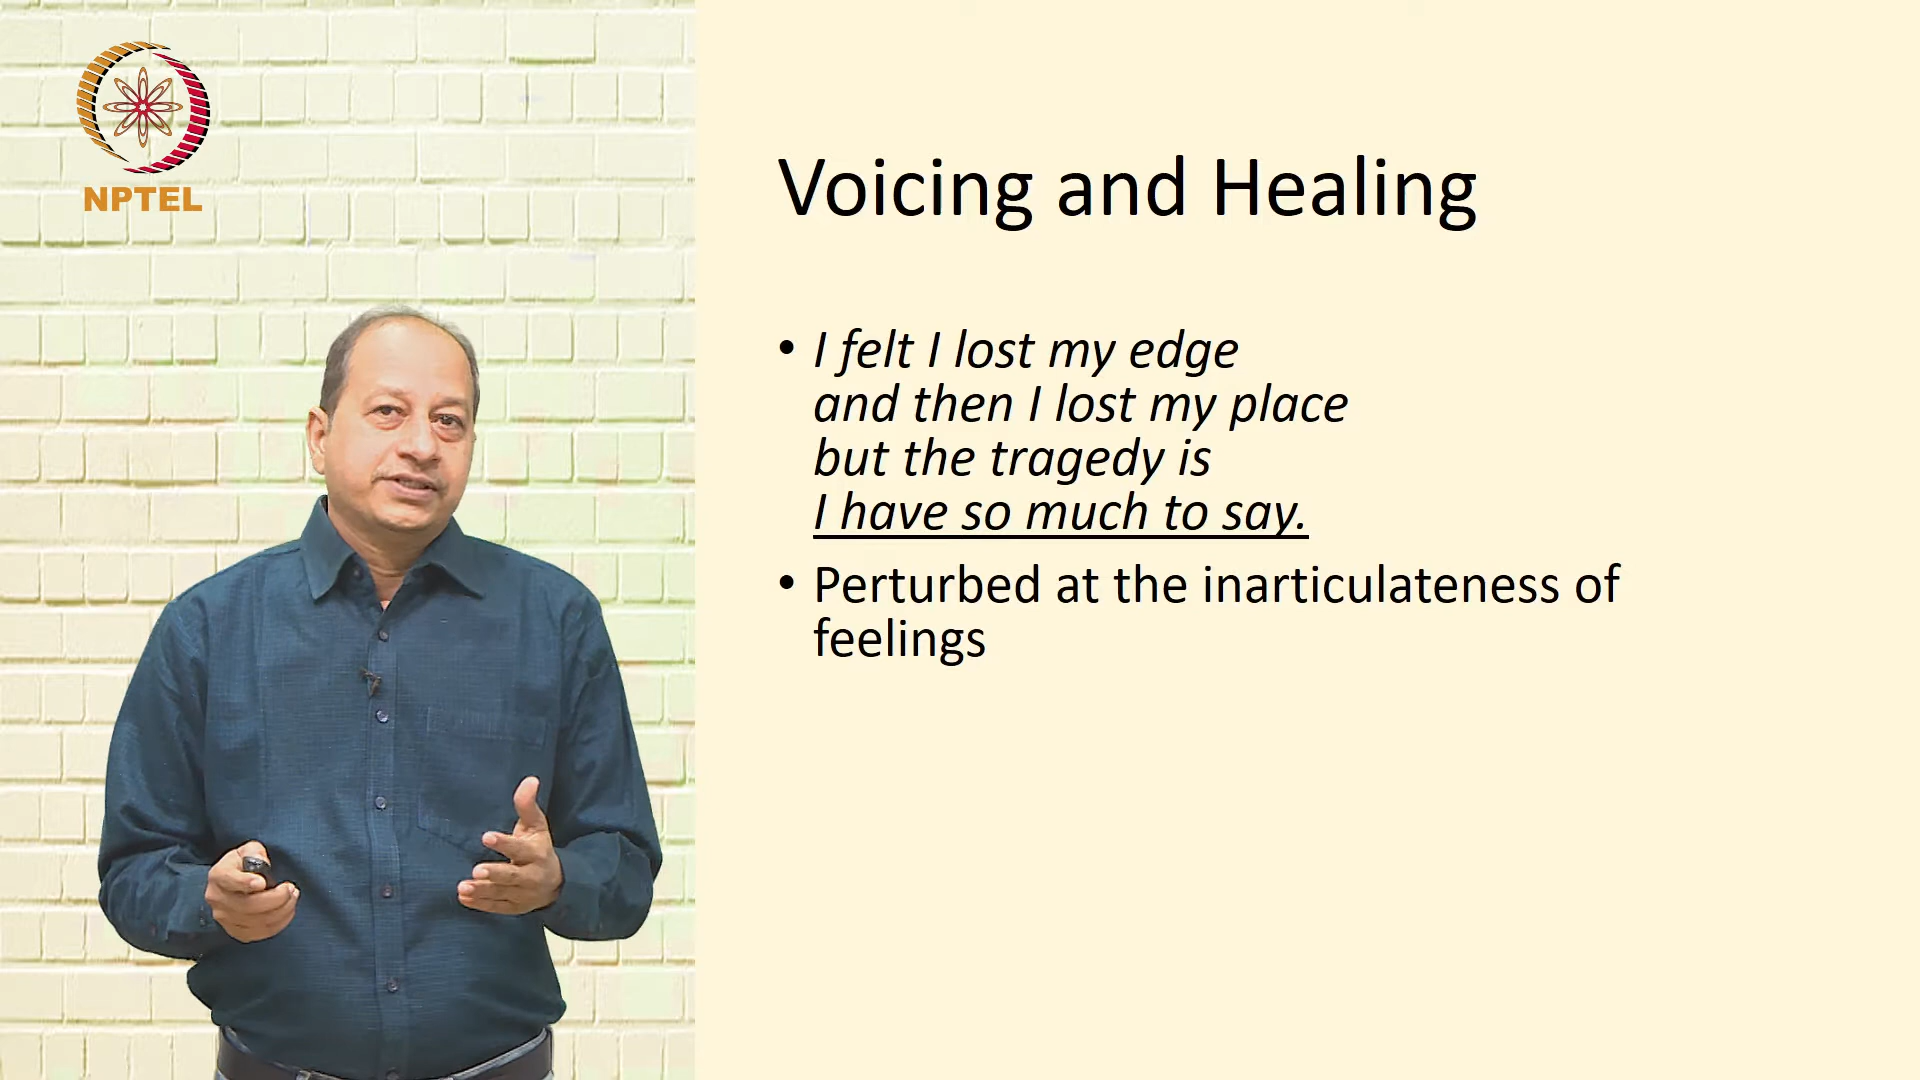 NPTEL
Voicing and Healing
• I felt I lost my edge
and then I lost my place
but the tragedy is
I have so much to say.
• Perturbed at the inarticulateness of
feelings